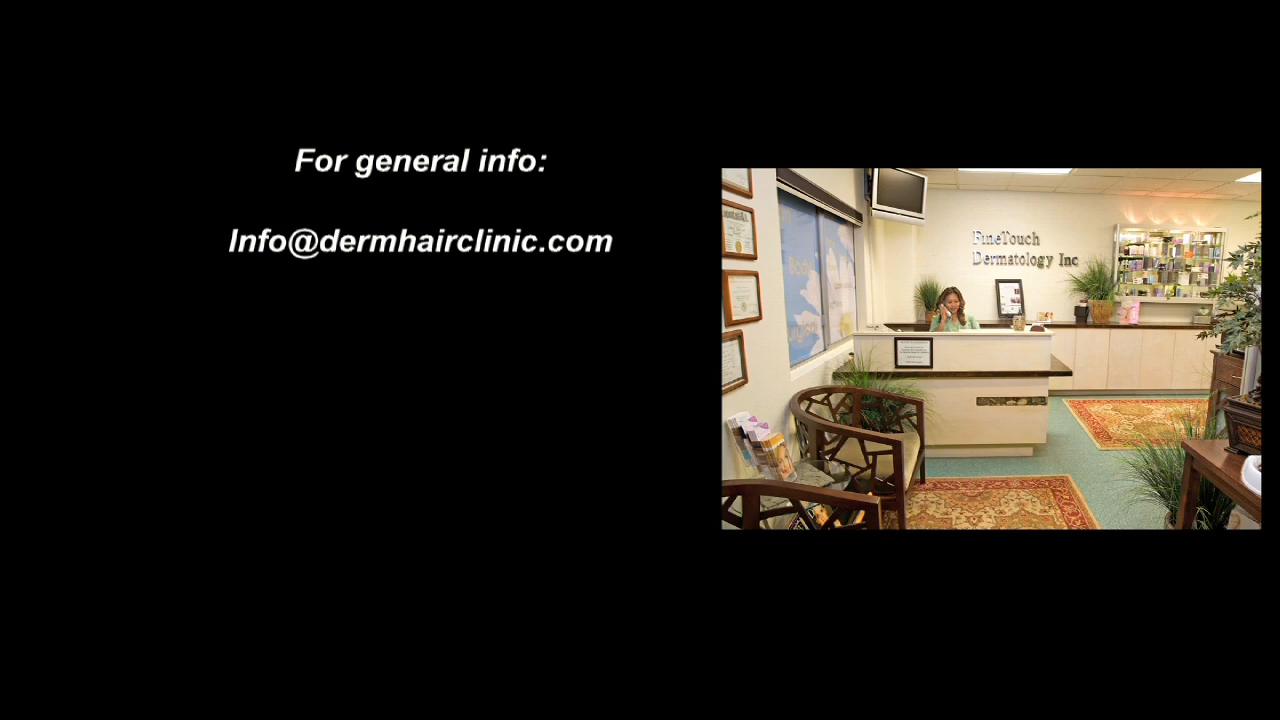 For general info:
Info@dermhairclinic.com
FineTouch
Dermatology Inc